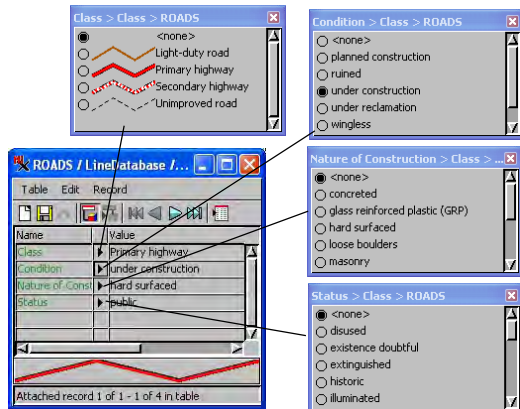 Class > Class > ROADS
<none>
Light-duty road
Primary highway
Secondary highway
Unimproved road
Condition > Class > ROADS
<none>
planned construction
ruined
under construction
under reclamation
wingless
ROADS / LineDatabase /...
Table Edit Record
Name Value
Class Primary highway
Condition under construction
Nature of Const hard surfaced
Status public
Attached record 1 of 1 - 1 of 4 in table
Nature of Construction > Class > ...
<none>
concreted
glass reinforced plastic (GRP)
hard surfaced
loose boulders
masonry
Status > Class > ROADS
<none>
disused
existence doubtful
extinguished
historic
illuminated